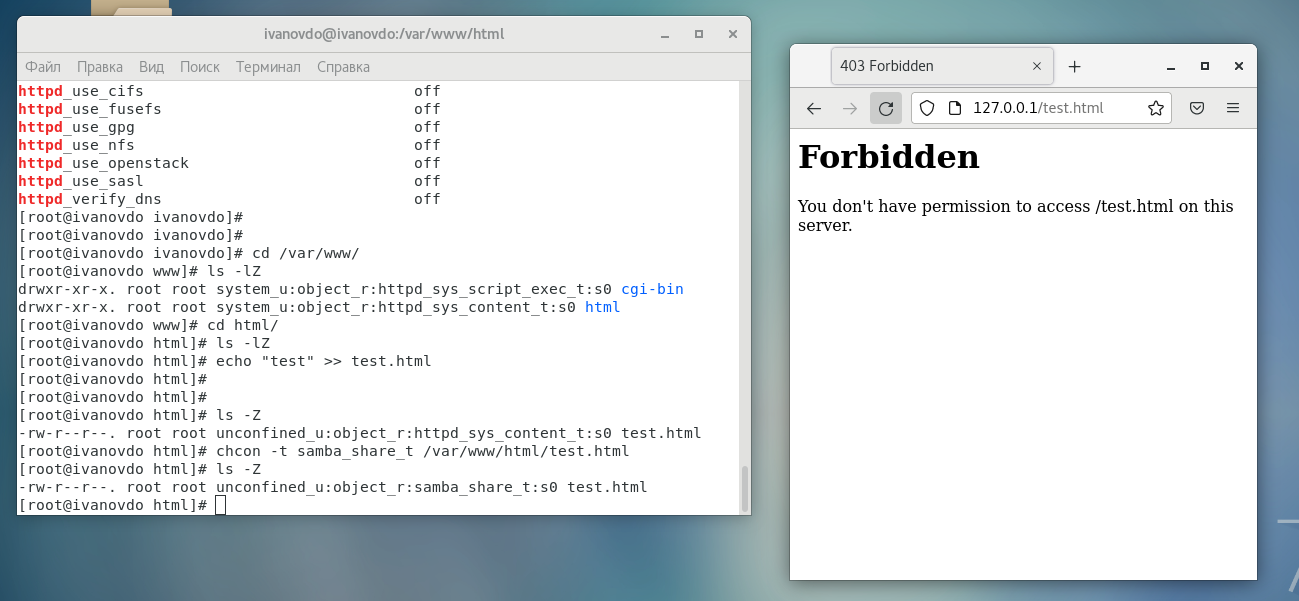 ivanovdo@ivanovdo:/var/www/html
Файл Правка Вид Поиск Терминал Справка
httpd_use_cifs                              off
httpd_use_fusefs                            off
httpd_use_gpg                               off
httpd_use_nfs                               off
httpd_use_openstack                         off
httpd_use_sasl                              off
httpd_verify_dns                            off
[root@ivanovdo ivanovdo]#
[root@ivanovdo ivanovdo]#
[root@ivanovdo ivanovdo]# cd /var/www/
[root@ivanovdo www]# ls -lZ
drwxr-xr-x. root root system_u:object_r:httpd_sys_script_exec_t:s0 cgi-bin
drwxr-xr-x. root root system_u:object_r:httpd_sys_content_t:s0 html
[root@ivanovdo www]# cd html/
[root@ivanovdo html]# ls -lZ
[root@ivanovdo html]# echo "test" >> test.html
[root@ivanovdo html]#
[root@ivanovdo html]#
[root@ivanovdo html]# ls -Z
-rw-r--r--. root root unconfined_u:object_r:httpd_sys_content_t:s0 test.html
[root@ivanovdo html]# chcon -t samba_share_t /var/www/html/test.html
[root@ivanovdo html]# ls -Z
-rw-r--r--. root root unconfined_u:object_r:samba_share_t:s0 test.html
[root@ivanovdo html]#
403 Forbidden
127.0.0.1/test.html
Forbidden
You don't have permission to access /test.html on this
server.